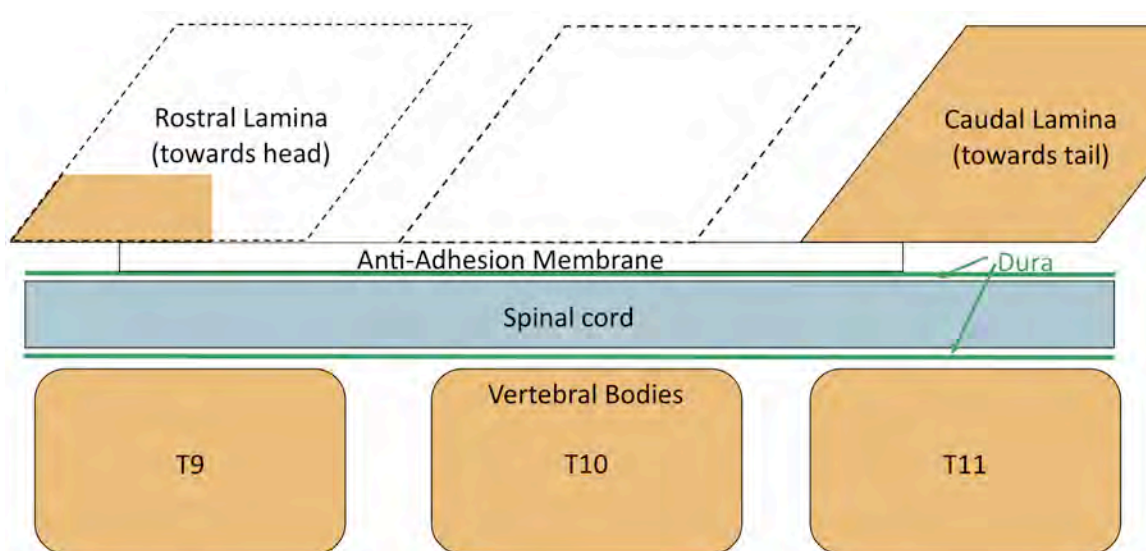 Rostral Lamina
(towards head)
Caudal Lamina
(towards tail)
Anti-Adhesion Membrane
Dura
Spinal cord
Vertebral Bodies
T9
T10
T11